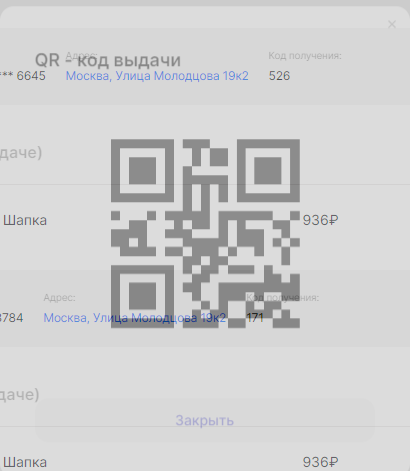 ×
Адрес:
Код получения:
QR - код выдачи
*** 6645 Москва, Улица Молодцова 19к2 526
даче)
Шапка 936₽
Адрес: Код получения:
3784 Москва, Улица Молодцова 19к2 171
даче)
Закрыть
Шапка 936₽